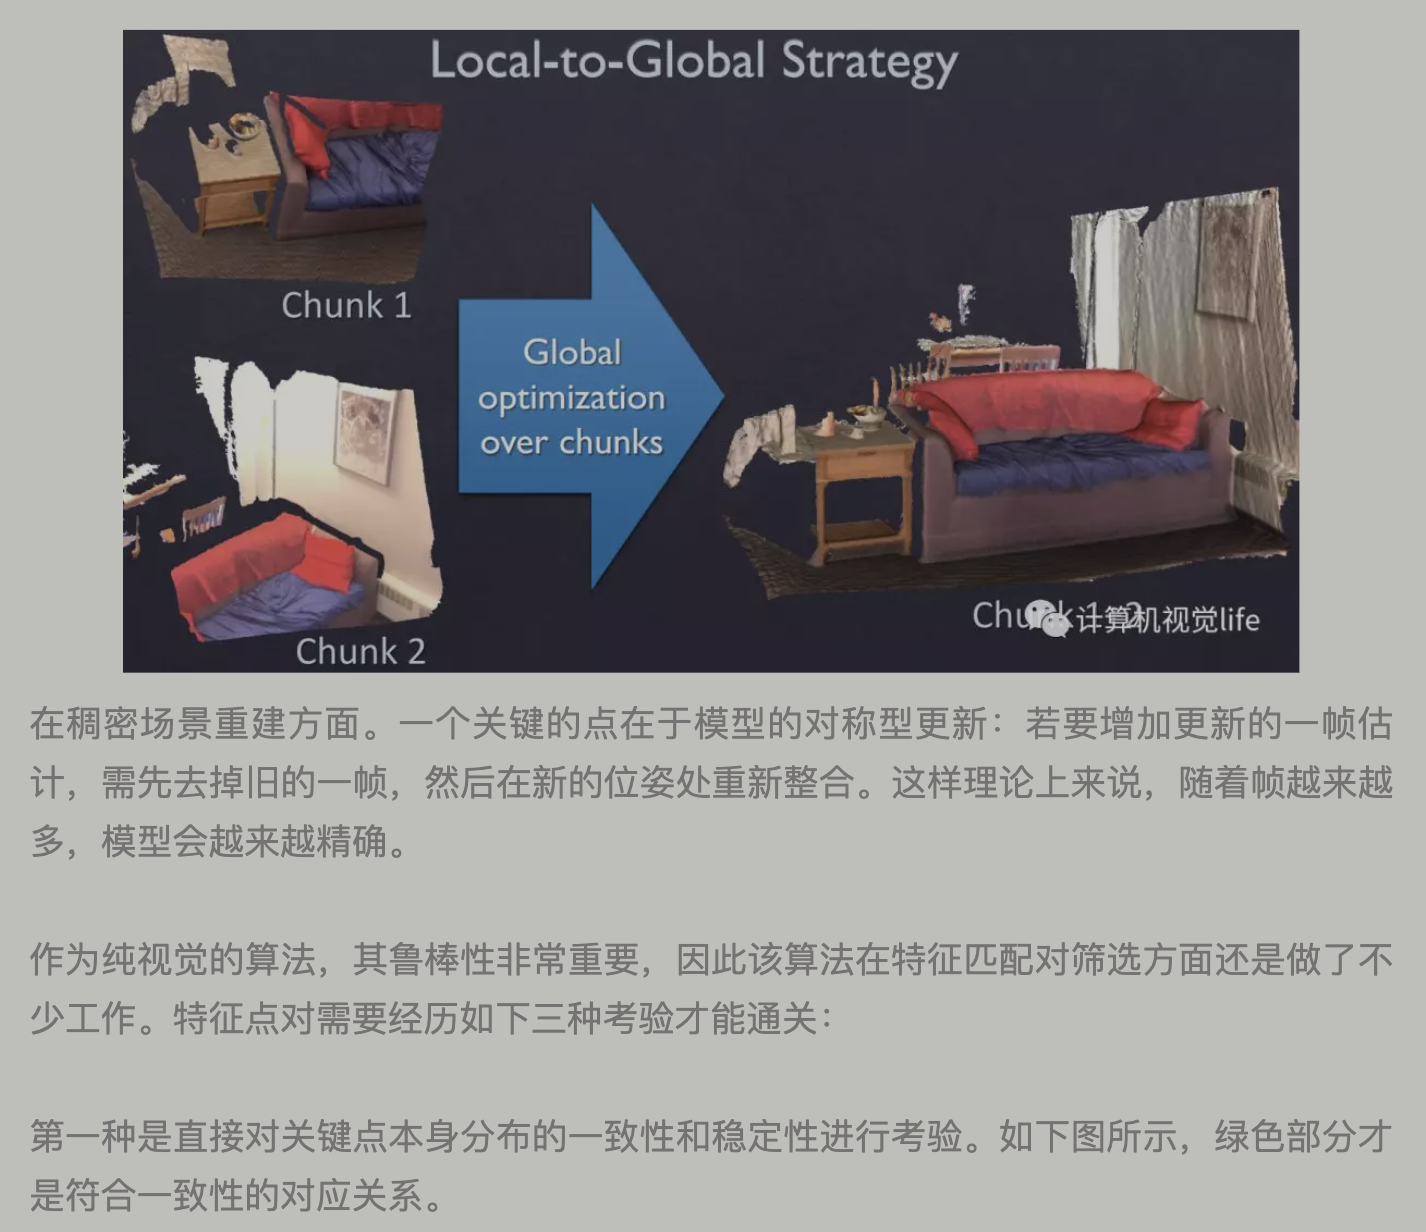 Local-to-Global Strategy
Chunk 1
Global
optimization
over chunks
Chunk 2
计算机视觉life
在稠密场景重建方面。一个关键的点在于模型的对称型更新：若要增加更新的一帧估
计，需先去掉旧的一帧，然后在新的位姿处重新整合。这样理论上来说，随着帧越来越
多，模型会越来越精确。
作为纯视觉的算法，其鲁棒性非常重要，因此该算法在特征匹配对筛选方面还是做了不
少工作。特征点对需要经历如下三种考验才能通关：
第一种是直接对关键点本身分布的一致性和稳定性进行考验。如下图所示，绿色部分才
是符合一致性的对应关系。